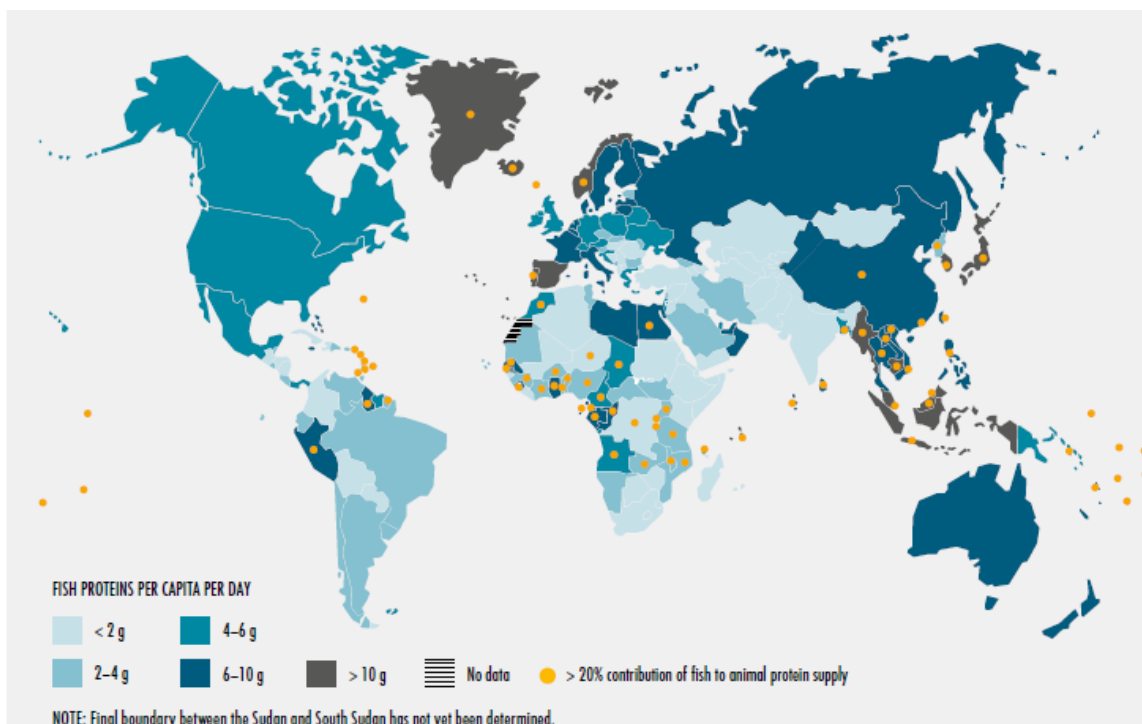 FISH PROTEINS PER CAPITA PER DAY
< 2 g 4–6 g
2–4 g 6–10 g > 10 g No data > 20% contribution of fish to animal protein supply
NOTE: Final boundary between the Sudan and South Sudan has not yet been determined.